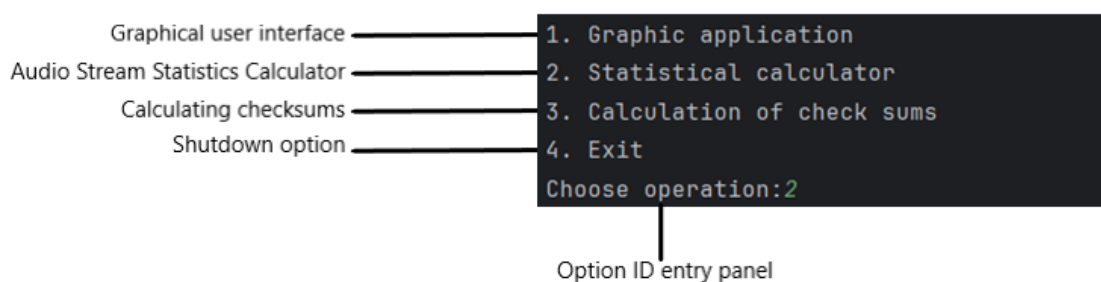 Graphical user interface
1. Graphic application
Audio Stream Statistics Calculator
2. Statistical calculator
Calculating checksums
3. Calculation of check sums
Shutdown option
4. Exit
Choose operation:2
Option ID entry panel